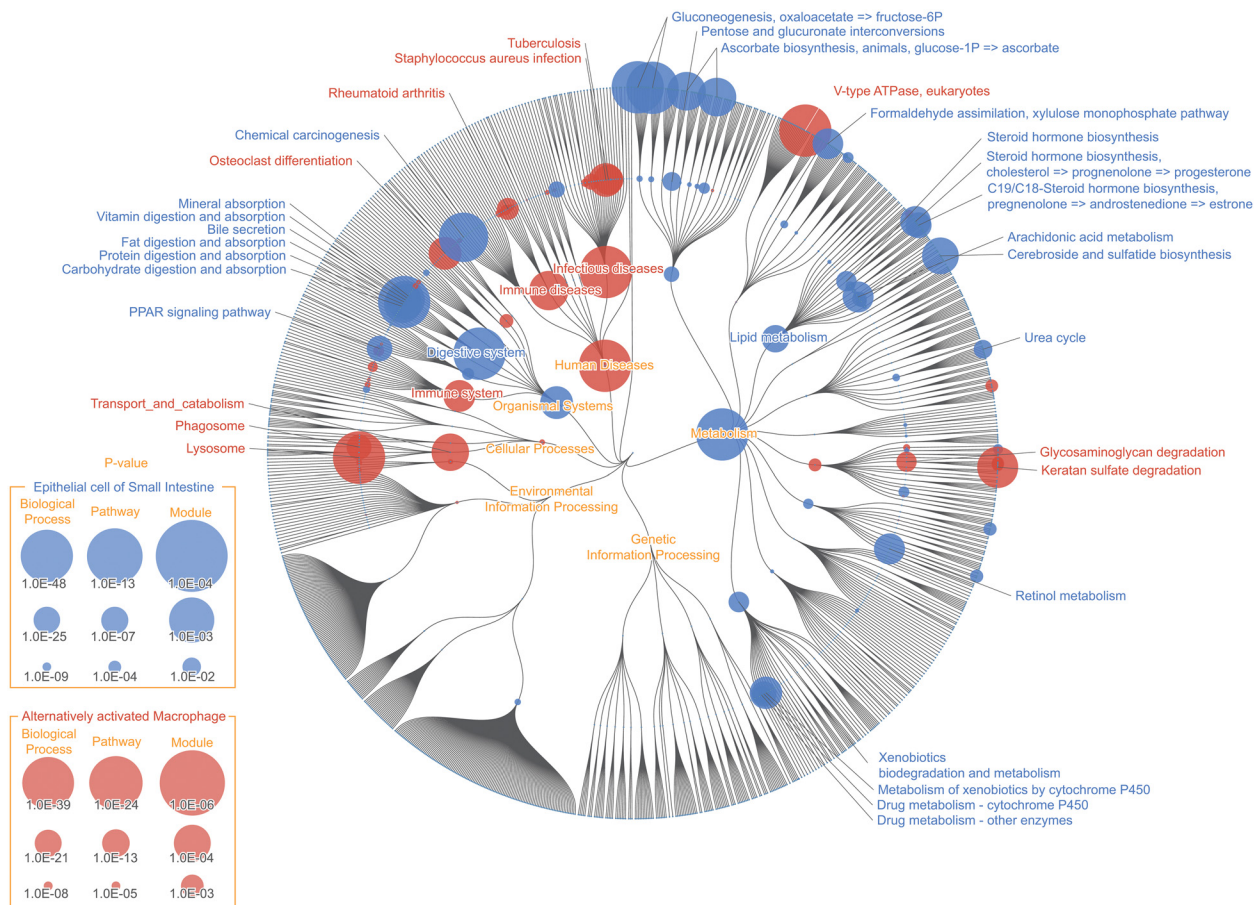 Gluconeogenesis, oxaloacetate => fructose-6P
Pentose and glucuronate interconversions
Ascorbate biosynthesis, animals, glucose-1P => ascorbate
Tuberculosis
Staphylococcus aureus infection
Rheumatoid arthritis
V-type ATPase, eukaryotes
Formaldehyde assimilation, xylulose monophosphate pathway
Chemical carcinogenesis
Osteoclast differentiation
Steroid hormone biosynthesis
Steroid hormone biosynthesis,
cholesterol => prognenolone => progesterone
C19/C18-Steroid hormone biosynthesis,
pregnenolone => androstenedione => estrone
Mineral absorption
Vitamin digestion and absorption
Bile secretion
Fat digestion and absorption
Protein digestion and absorption
Carbohydrate digestion and absorption
Arachidonic acid metabolism
Cerebroside and sulfatide biosynthesis
Infectious diseases
Immune diseases
PPAR signaling pathway
Lipid metabolism
Urea cycle
Digestive system
Human Diseases
Immune system
Organismal Systems
Transport_and_catabolism
Phagosome
Lysosome
Metabolism
Cellular Processes
Glycosaminoglycan degradation
Keratan sulfate degradation
Environmental
Information Processing
Genetic
Information Processing
Retinol metabolism
Xenobiotics
biodegradation and metabolism
Metabolism of xenobiotics by cytochrome P450
Drug metabolism - cytochrome P450
Drug metabolism - other enzymes
P-value
Epithelial cell of Small Intestine
Biological
Process
Pathway
Module
1.0E-48
1.0E-13
1.0E-04
1.0E-25
1.0E-07
1.0E-03
1.0E-09
1.0E-04
1.0E-02
Alternatively activated Macrophage
Biological
Process
Pathway
Module
1.0E-39
1.0E-24
1.0E-06
1.0E-21
1.0E-13
1.0E-04
1.0E-08
1.0E-05
1.0E-03